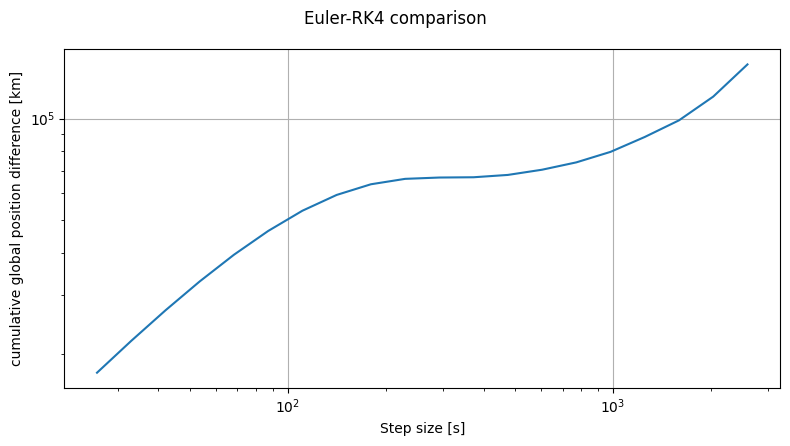 Euler-RK4 comparison
cumulative global position difference [km]
10⁵
10² 10³
Step size [s]